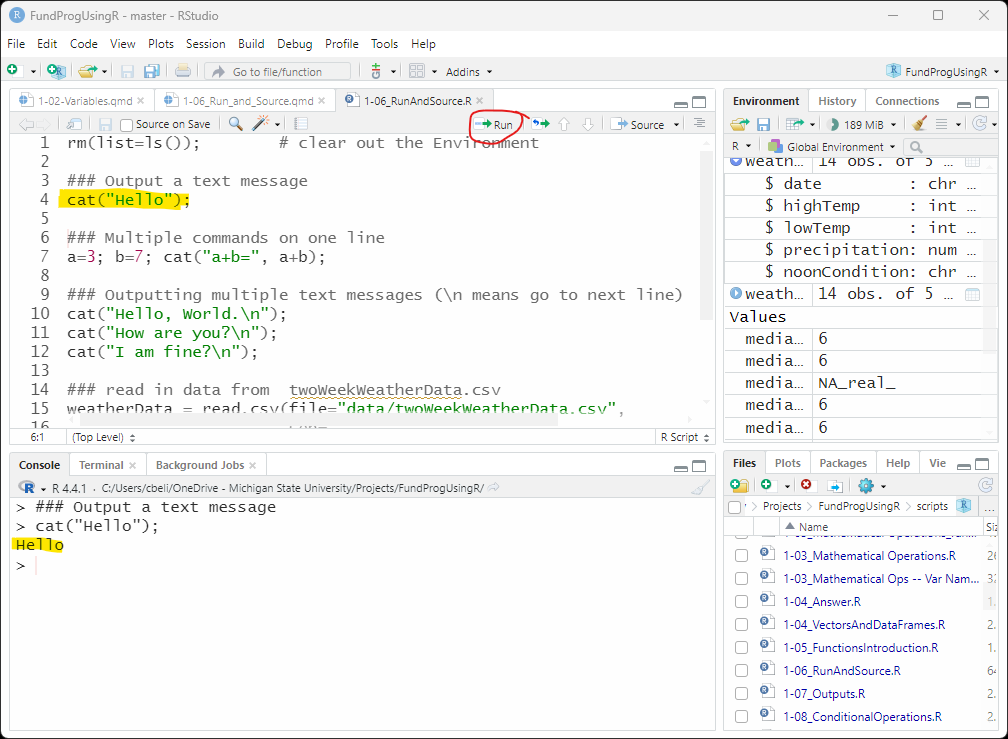 FundProgUsingR - master - RStudio
File Edit Code View Plots Session Build Debug Profile Tools Help
Go to file/function Addins FundProgUsingR
1-02-Variables.qmd 1-06_Run_and_Source.qmd 1-06_RunAndSource.R
Source on Save Run Source
1 rm(list=ls()); # clear out the Environment
2
3 ### Output a text message
4 cat("Hello");
5
6 ### Multiple commands on one line
7 a=3; b=7; cat("a+b=", a+b);
8
9 ### Outputting multiple text messages (\n means go to next line)
10 cat("Hello, World.\n");
11 cat("How are you?\n");
12 cat("I am fine?\n");
13
14 ### read in data from twoWeekWeatherData.csv
15 weatherData = read.csv(file="data/twoWeekWeatherData.csv",
16
6:1 (Top Level) R Script
Console Terminal Background Jobs
R 4.4.1 · C:/Users/cbeli/OneDrive - Michigan State University/Projects/FundProgUsingR/
> ### Output a text message
> cat("Hello");
Hello
>
Environment History Connections
189 MiB
R Global Environment
weath... 14 obs. of 5 ...
$ date : chr ...
$ highTemp : int ...
$ lowTemp : int ...
$ precipitation: num ...
$ noonCondition: chr ...
weath... 14 obs. of 5 ...
Values
media... 6
media... 6
media... NA_real_
media... 6
media... 6
Files Plots Packages Help Vie
Projects FundProgUsingR scripts ...
Name Siz
1-03_Mathematical Operations.R 26
1-03_Mathematical Ops -- Var Nam... 32
1-04_Answer.R 1.
1-04_VectorsAndDataFrames.R 2.
1-05_FunctionsIntroduction.R 1.
1-06_RunAndSource.R 64
1-07_Outputs.R 2.
1-08_ConditionalOperations.R 2.